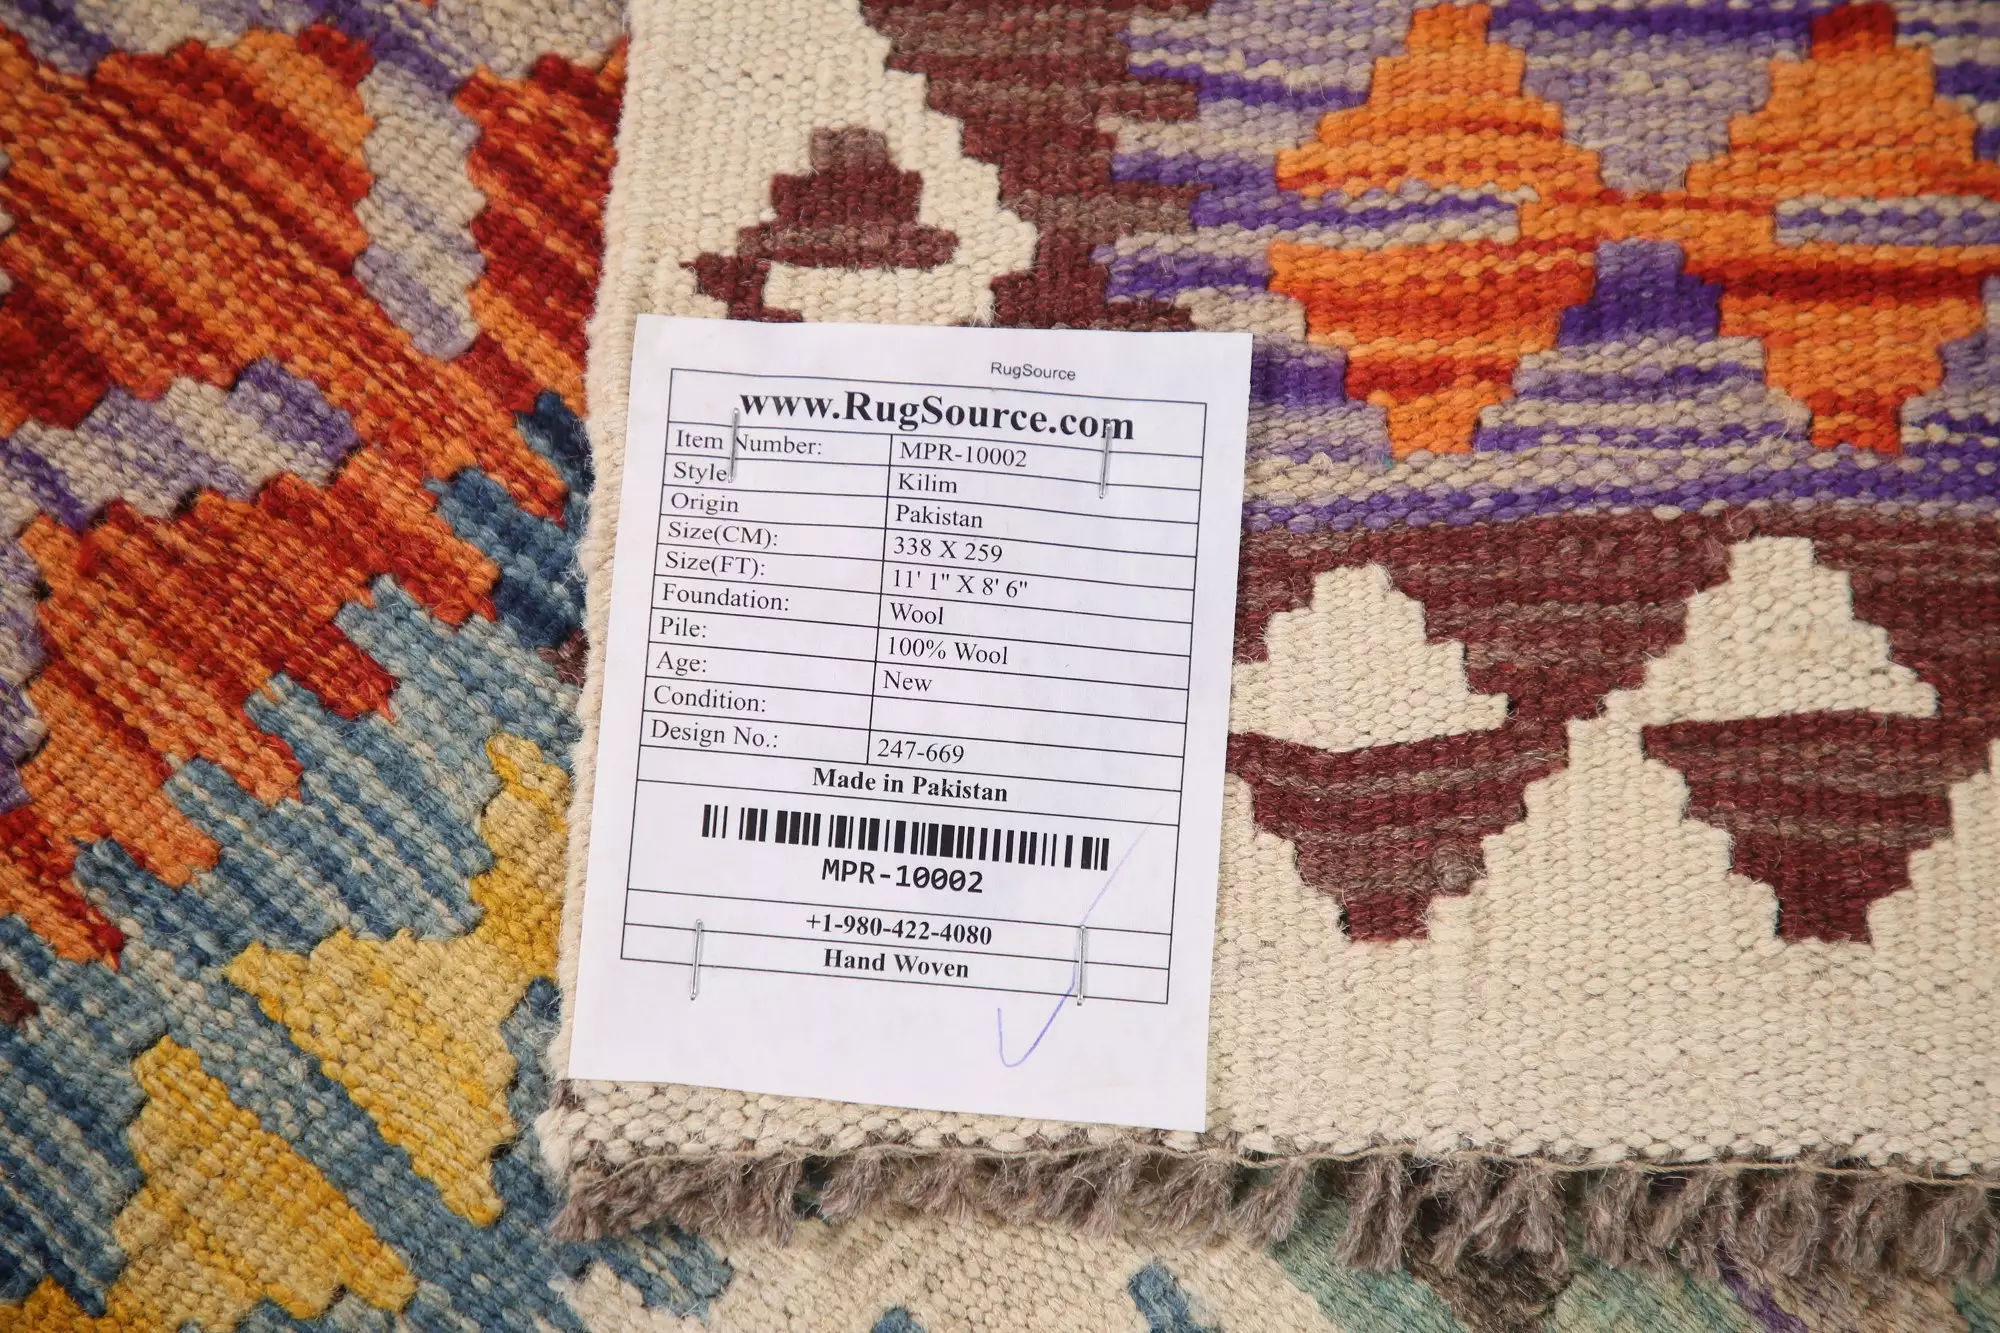 RugSource
www.RugSource.com
Item Number: MPR-10002
Style: Kilim
Origin Pakistan
Size(CM): 338 X 259
Size(FT): 11' 1" X 8' 6"
Foundation: Wool
Pile: 100% Wool
Age: New
Condition:
Design No.: 247-669
Made in Pakistan
MPR-10002
+1-980-422-4080
Hand Woven